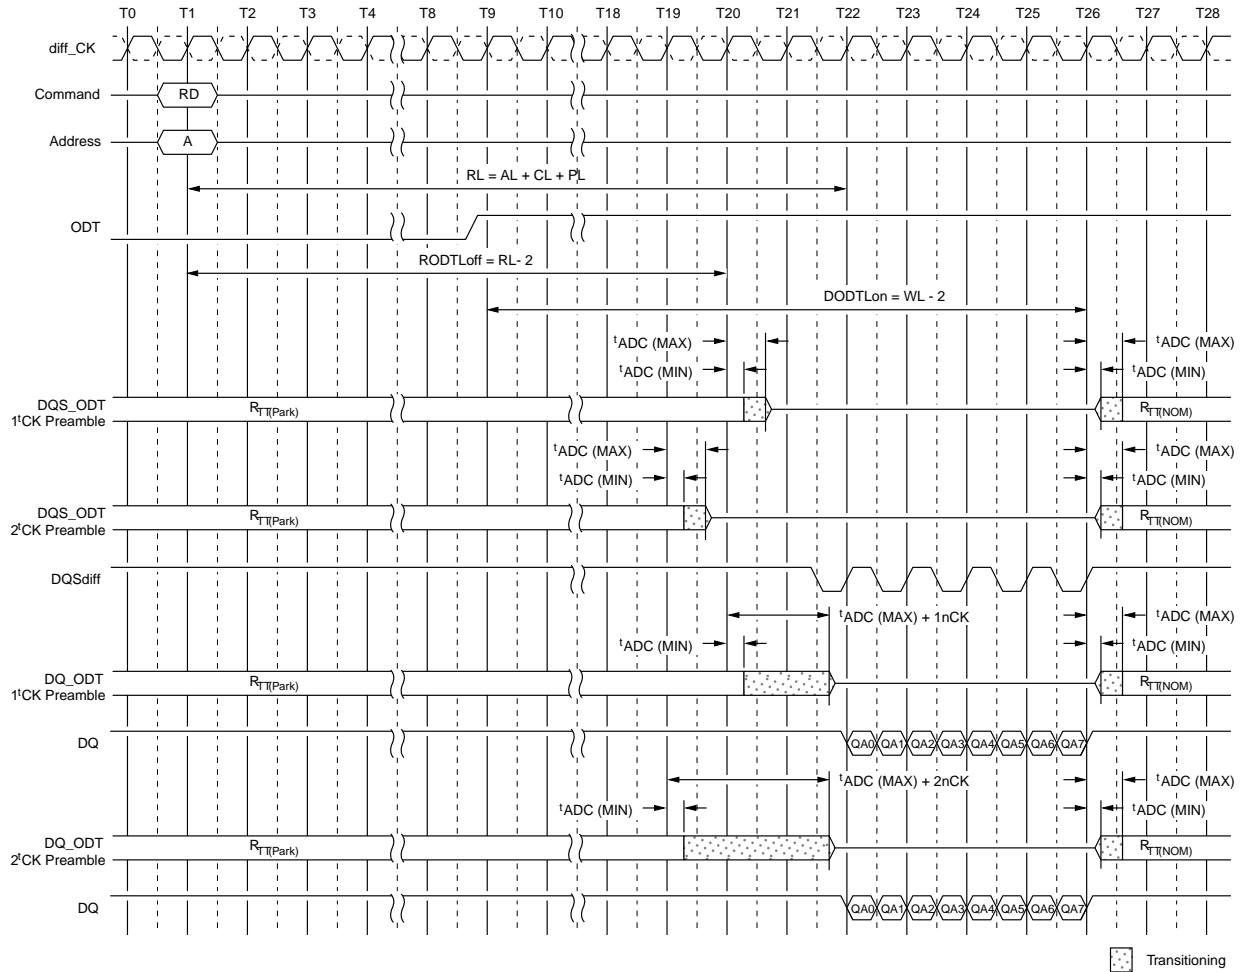 T0 T1 T2 T3 T4 T8 T9 T10 T18 T19 T20 T21 T22 T23 T24 T25 T26 T27 T28
diff_CK
Command RD
Address A
RL = AL + CL + PL
ODT
RODTLoff = RL- 2
DODTLon = WL - 2
tADC (MAX) tADC (MAX)
tADC (MIN) tADC (MIN)
DQS_ODT
1tCK Preamble
RTT(Park) RTT(NOM)
tADC (MAX) tADC (MAX)
tADC (MIN) tADC (MIN)
DQS_ODT
2tCK Preamble
RTT(Park) RTT(NOM)
DQSdiff
tADC (MAX) + 1nCK tADC (MAX)
tADC (MIN) tADC (MIN)
DQ_ODT
1tCK Preamble
RTT(Park) RTT(NOM)
DQ QA0 QA1 QA2 QA3 QA4 QA5 QA6 QA7
tADC (MAX) + 2nCK tADC (MAX)
tADC (MIN) tADC (MIN)
DQ_ODT
2tCK Preamble
RTT(Park) RTT(NOM)
DQ QA0 QA1 QA2 QA3 QA4 QA5 QA6 QA7
Transitioning